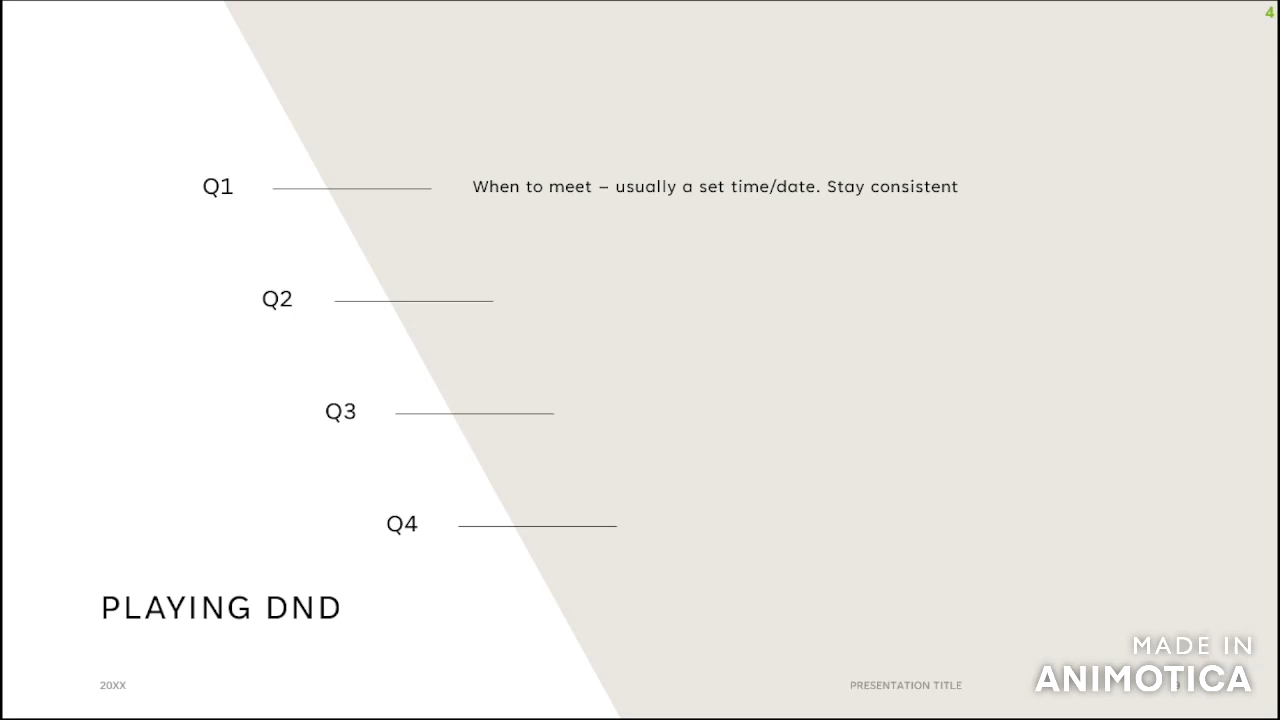 4
Q1 When to meet – usually a set time/date. Stay consistent
Q2
Q3
Q4
PLAYING DND
20XX PRESENTATION TITLE
MADE IN
ANIMOTICA